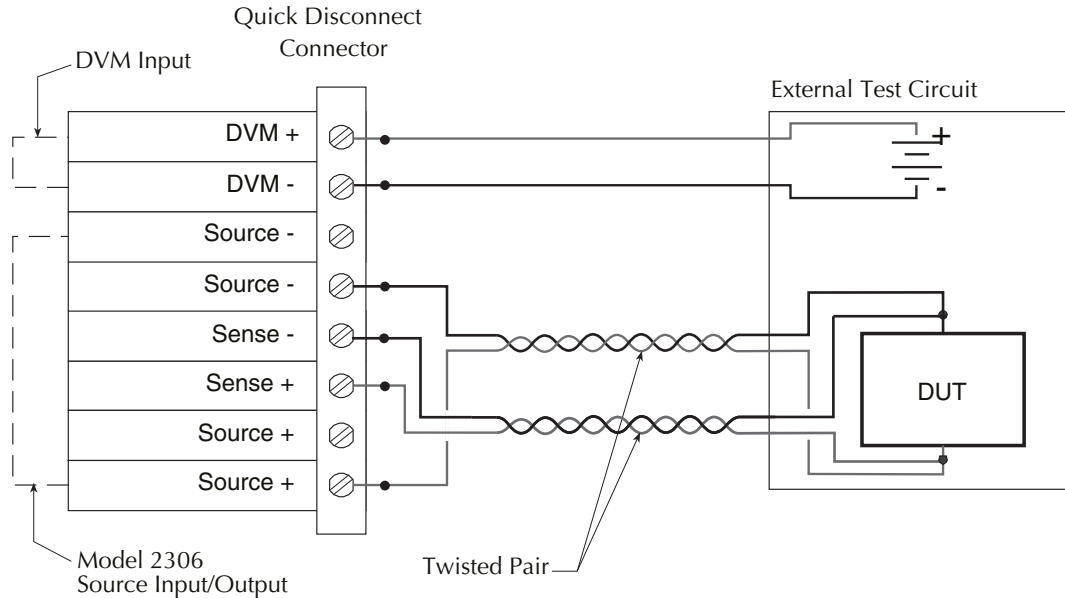 Quick Disconnect
Connector
DVM Input
External Test Circuit
DVM +
+
DVM -
-
Source -
Source -
Sense -
Sense +
DUT
Source +
Source +
Model 2306
Source Input/Output
Twisted Pair